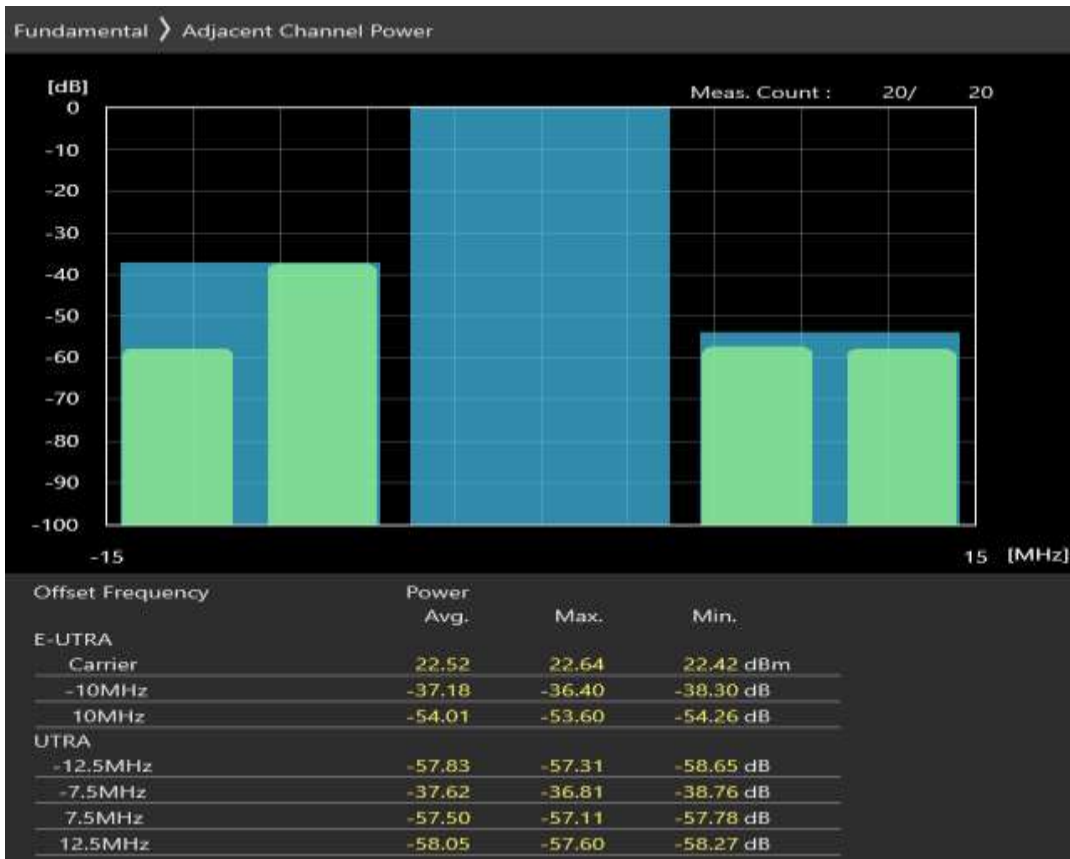 Fundamental 〉 Adjacent Channel Power
[dB]
Meas. Count : 20/ 20
0
-10
-20
-30
-40
-50
-60
-70
-80
-90
-100
-15 15 [MHz]
Offset Frequency Power
Avg. Max. Min.
E-UTRA
Carrier 22.52 22.64 22.42 dBm
-10MHz -37.18 -36.40 -38.30 dB
10MHz -54.01 -53.60 -54.26 dB
UTRA
-12.5MHz -57.83 -57.31 -58.65 dB
-7.5MHz -37.62 -36.81 -38.76 dB
7.5MHz -57.50 -57.11 -57.78 dB
12.5MHz -58.05 -57.60 -58.27 dB